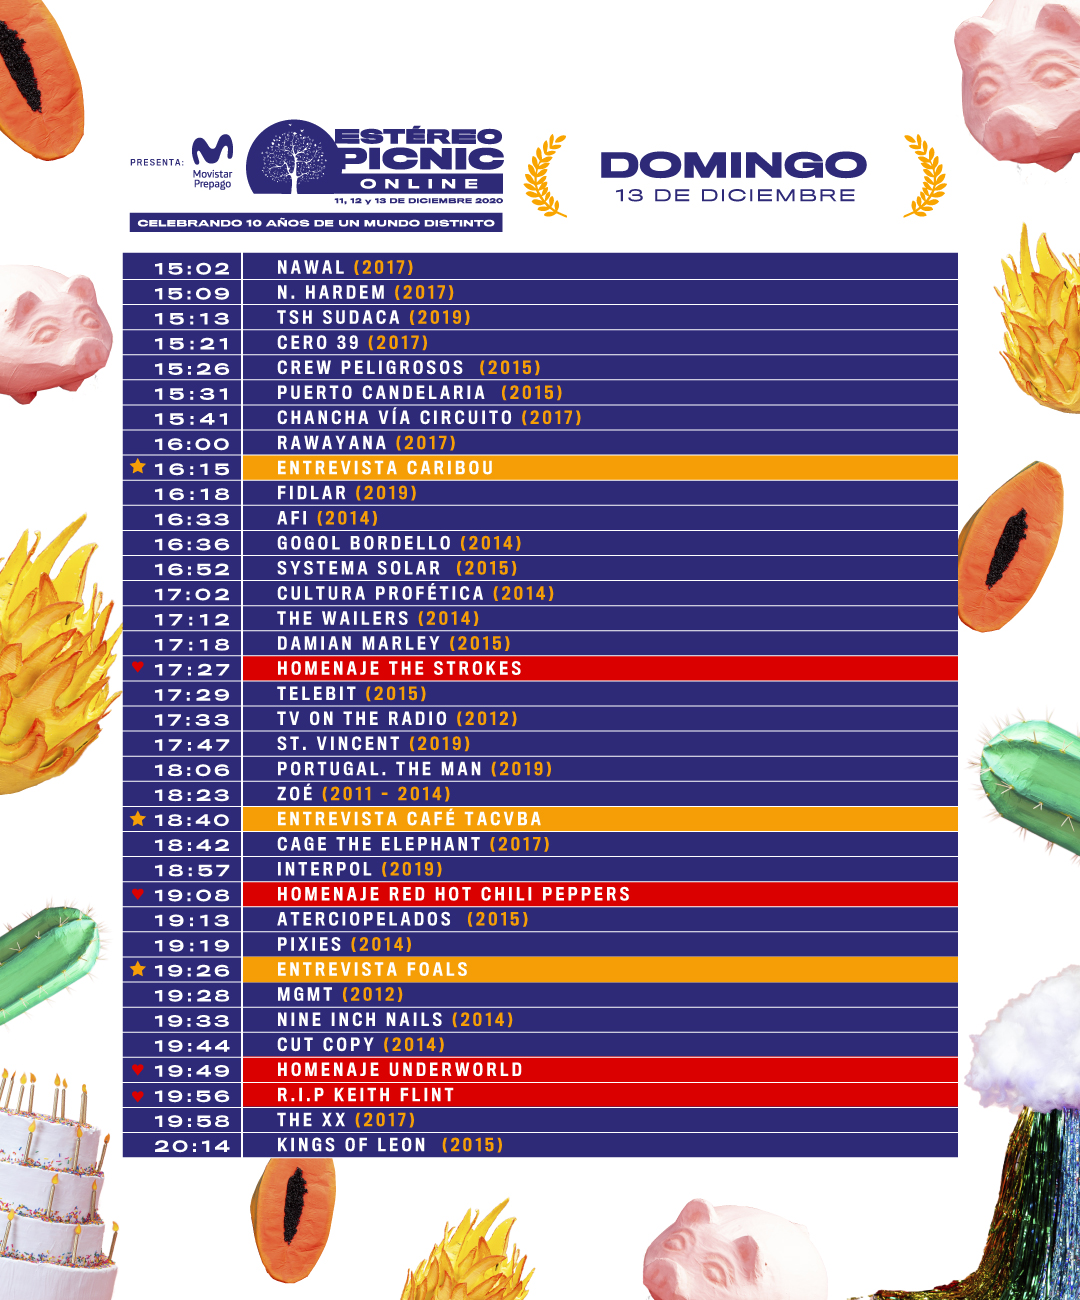 PRESENTA:
Movistar
Prepago
ESTÉREO
PICNIC
ONLINE
11, 12 y 13 DE DICIEMBRE 2020
CELEBRANDO 10 AÑOS DE UN MUNDO DISTINTO
DOMINGO
13 DE DICIEMBRE
15:02 NAWAL (2017)
15:09 N. HARDEM (2017)
15:13 TSH SUDACA (2019)
15:21 CERO 39 (2017)
15:26 CREW PELIGROSOS (2015)
15:31 PUERTO CANDELARIA (2015)
15:41 CHANCHA VÍA CIRCUITO (2017)
16:00 RAWAYANA (2017)
16:15 ENTREVISTA CARIBOU
16:18 FIDLAR (2019)
16:33 AFI (2014)
16:36 GOGOL BORDELLO (2014)
16:52 SYSTEMA SOLAR (2015)
17:02 CULTURA PROFÉTICA (2014)
17:12 THE WAILERS (2014)
17:18 DAMIAN MARLEY (2015)
17:27 HOMENAJE THE STROKES
17:29 TELEBIT (2015)
17:33 TV ON THE RADIO (2012)
17:47 ST. VINCENT (2019)
18:06 PORTUGAL. THE MAN (2019)
18:23 ZOÉ (2011 - 2014)
18:40 ENTREVISTA CAFÉ TACVBA
18:42 CAGE THE ELEPHANT (2017)
18:57 INTERPOL (2019)
19:08 HOMENAJE RED HOT CHILI PEPPERS
19:13 ATERCIOPELADOS (2015)
19:19 PIXIES (2014)
19:26 ENTREVISTA FOALS
19:28 MGMT (2012)
19:33 NINE INCH NAILS (2014)
19:44 CUT COPY (2014)
19:49 HOMENAJE UNDERWORLD
19:56 R.I.P KEITH FLINT
19:58 THE XX (2017)
20:14 KINGS OF LEON (2015)